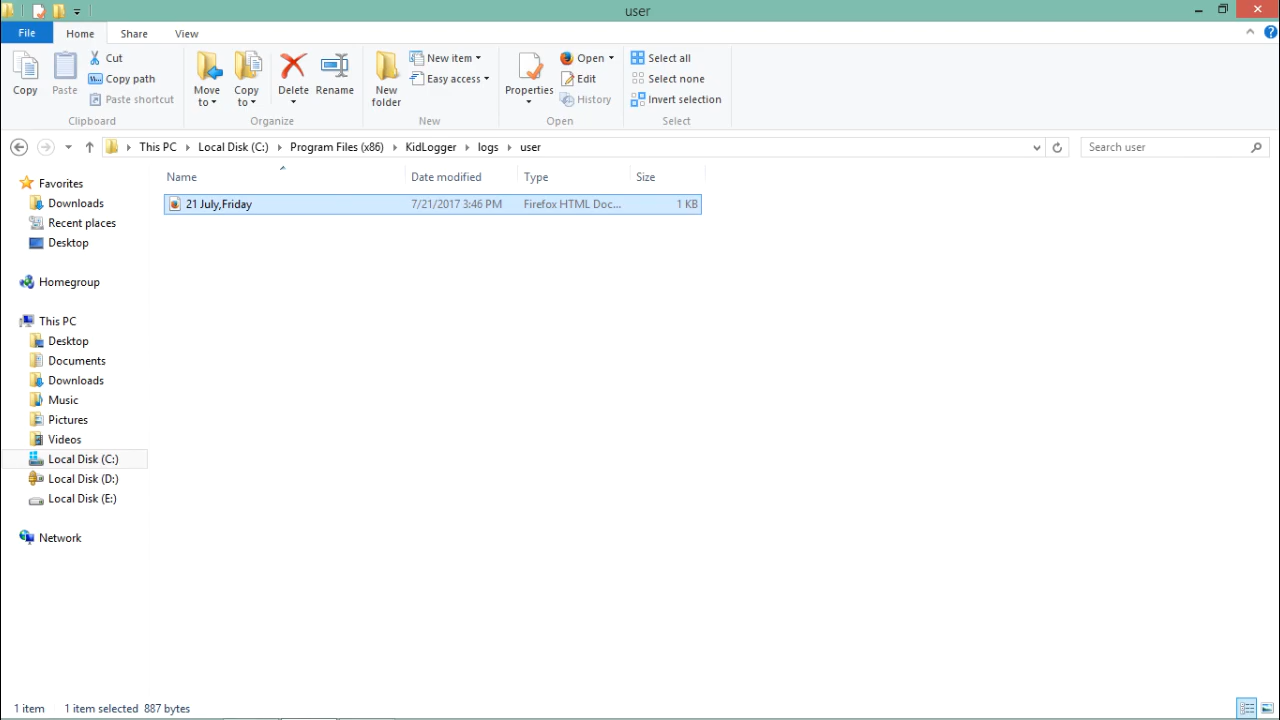 user
File Home Share View
Copy
Paste
Cut
Copy path
Paste shortcut
Clipboard
Move to
Copy to
Delete
Rename
Organize
New folder
New item
Easy access
New
Properties
Open
Edit
History
Open
Select all
Select none
Invert selection
Select
This PC Local Disk (C:) Program Files (x86) KidLogger logs user
Search user
Favorites
Downloads
Recent places
Desktop
Homegroup
This PC
Desktop
Documents
Downloads
Music
Pictures
Videos
Local Disk (C:)
Local Disk (D:)
Local Disk (E:)
Network
Name Date modified Type Size
21 July,Friday 7/21/2017 3:46 PM Firefox HTML Doc... 1 KB
1 item 1 item selected 887 bytes